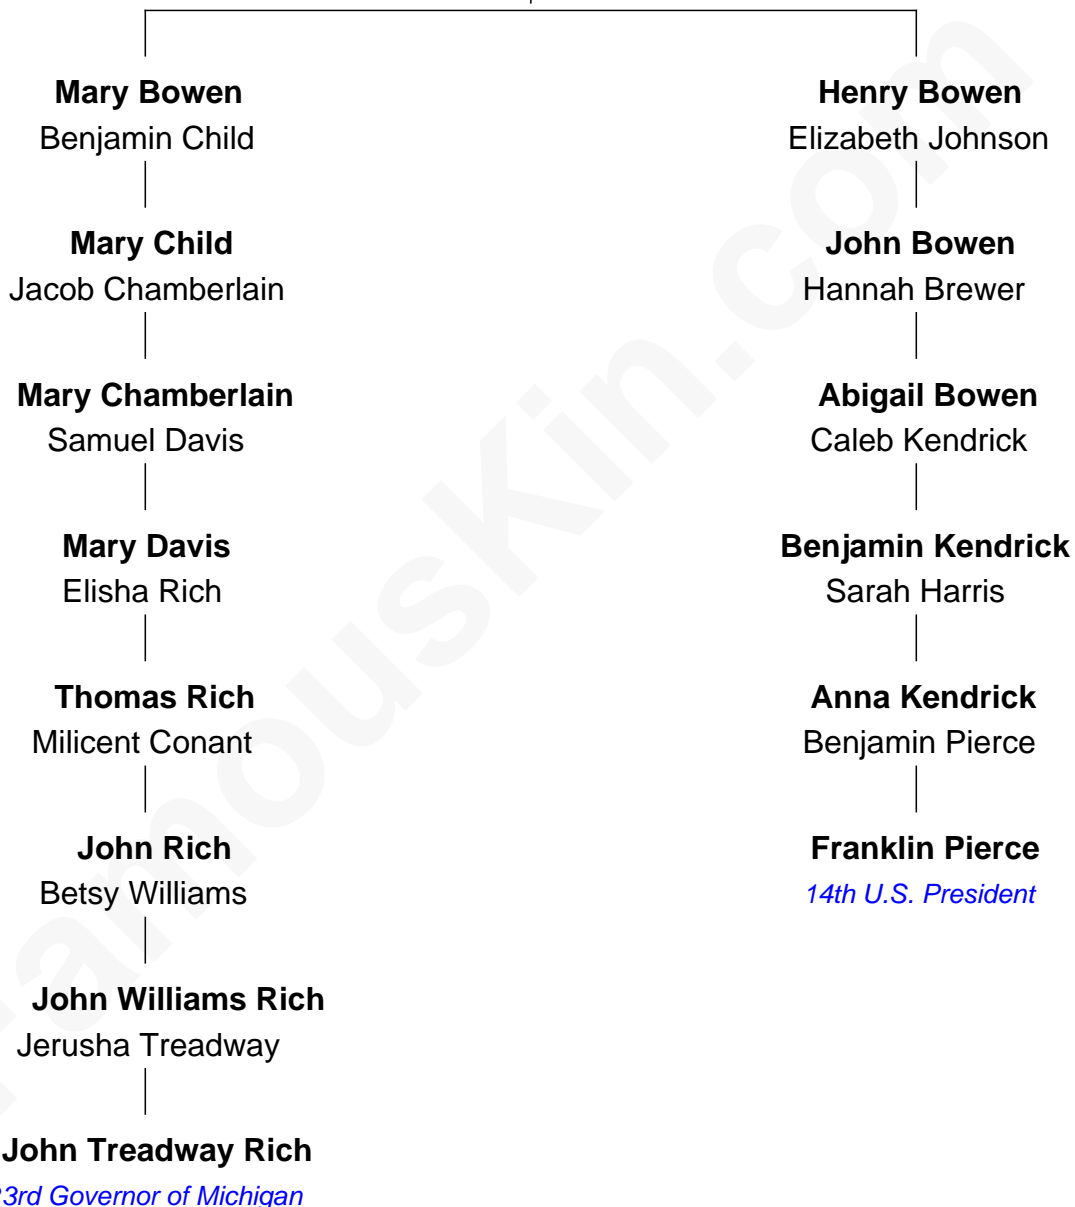 Mary Bowen
Benjamin Child
Mary Child
Jacob Chamberlain
Mary Chamberlain
Samuel Davis
Mary Davis
Elisha Rich
Thomas Rich
Milicent Conant
John Rich
Betsy Williams
John Williams Rich
Jerusha Treadway
John Treadway Rich
23rd Governor of Michigan
Henry Bowen
Elizabeth Johnson
John Bowen
Hannah Brewer
Abigail Bowen
Caleb Kendrick
Benjamin Kendrick
Sarah Harris
Anna Kendrick
Benjamin Pierce
Franklin Pierce
14th U.S. President
FamousKin.com